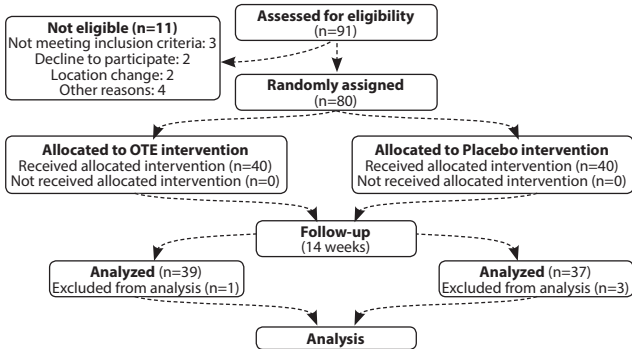 Assessed for eligibility
(n=91)
Not eligible (n=11)
Not meeting inclusion criteria: 3
Decline to participate: 2
Location change: 2
Other reasons: 4
Randomly assigned
(n=80)
Allocated to OTE intervention
Received allocated intervention (n=40)
Not received allocated intervention (n=0)
Allocated to Placebo intervention
Received allocated intervention (n=40)
Not received allocated intervention (n=0)
Follow-up
(14 weeks)
Analyzed (n=39)
Excluded from analysis (n=1)
Analyzed (n=37)
Excluded from analysis (n=3)
Analysis